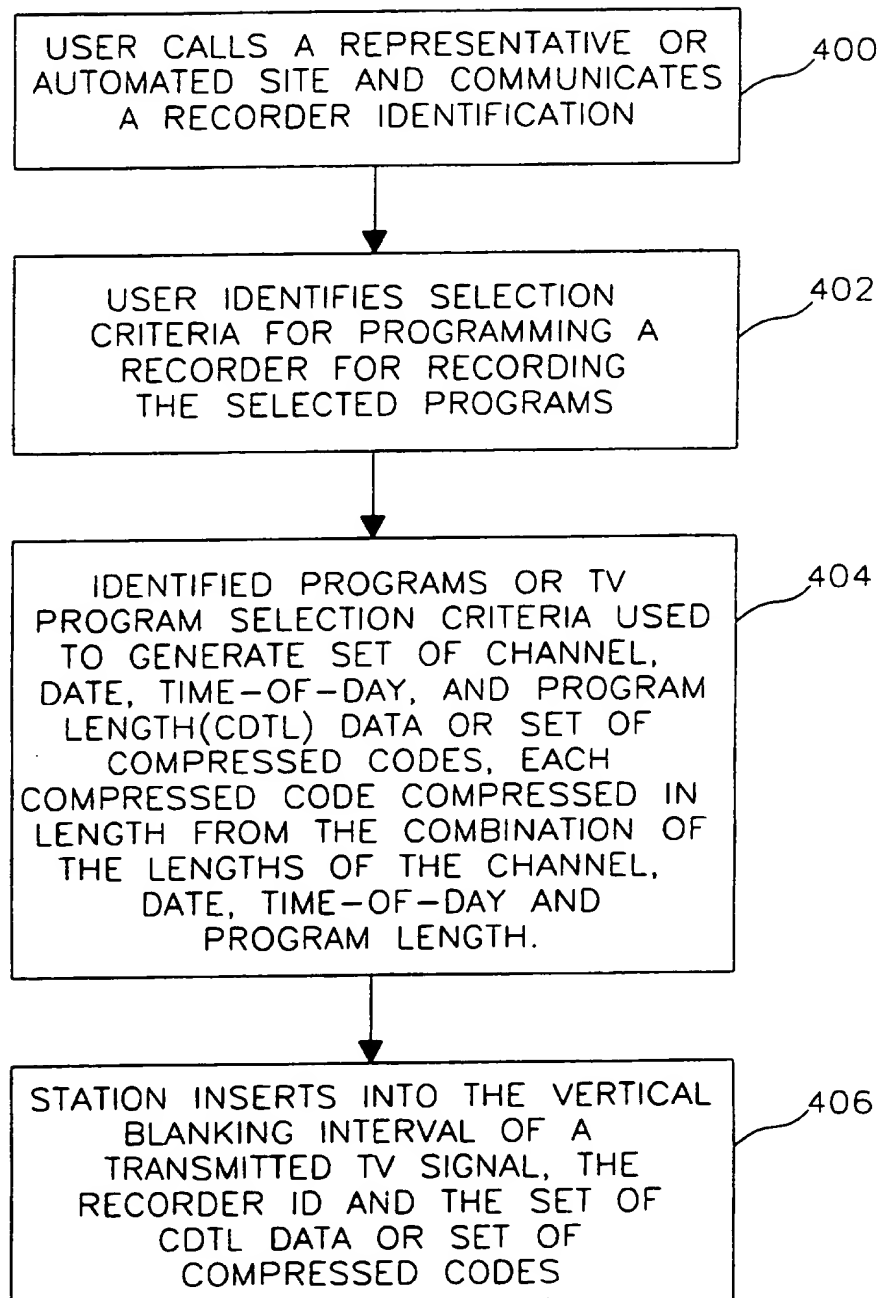 USER CALLS A REPRESENTATIVE OR
AUTOMATED SITE AND COMMUNICATES
A RECORDER IDENTIFICATION
400
USER IDENTIFIES SELECTION
CRITERIA FOR PROGRAMMING A
RECORDER FOR RECORDING
THE SELECTED PROGRAMS
402
IDENTIFIED PROGRAMS OR TV
PROGRAM SELECTION CRITERIA USED
TO GENERATE SET OF CHANNEL,
DATE, TIME-OF-DAY, AND PROGRAM
LENGTH(CDTL) DATA OR SET OF
COMPRESSED CODES, EACH
COMPRESSED CODE COMPRESSED IN
LENGTH FROM THE COMBINATION OF
THE LENGTHS OF THE CHANNEL,
DATE, TIME-OF-DAY AND
PROGRAM LENGTH.
404
STATION INSERTS INTO THE VERTICAL
BLANKING INTERVAL OF A
TRANSMITTED TV SIGNAL, THE
RECORDER ID AND THE SET OF
CDTL DATA OR SET OF
COMPRESSED CODES
406